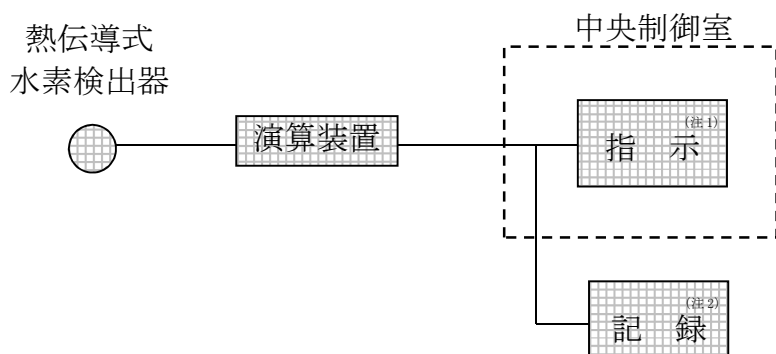 中央制御室
熱伝導式
水素検出器
演算装置
指 示 (注1)
記 録 (注2)